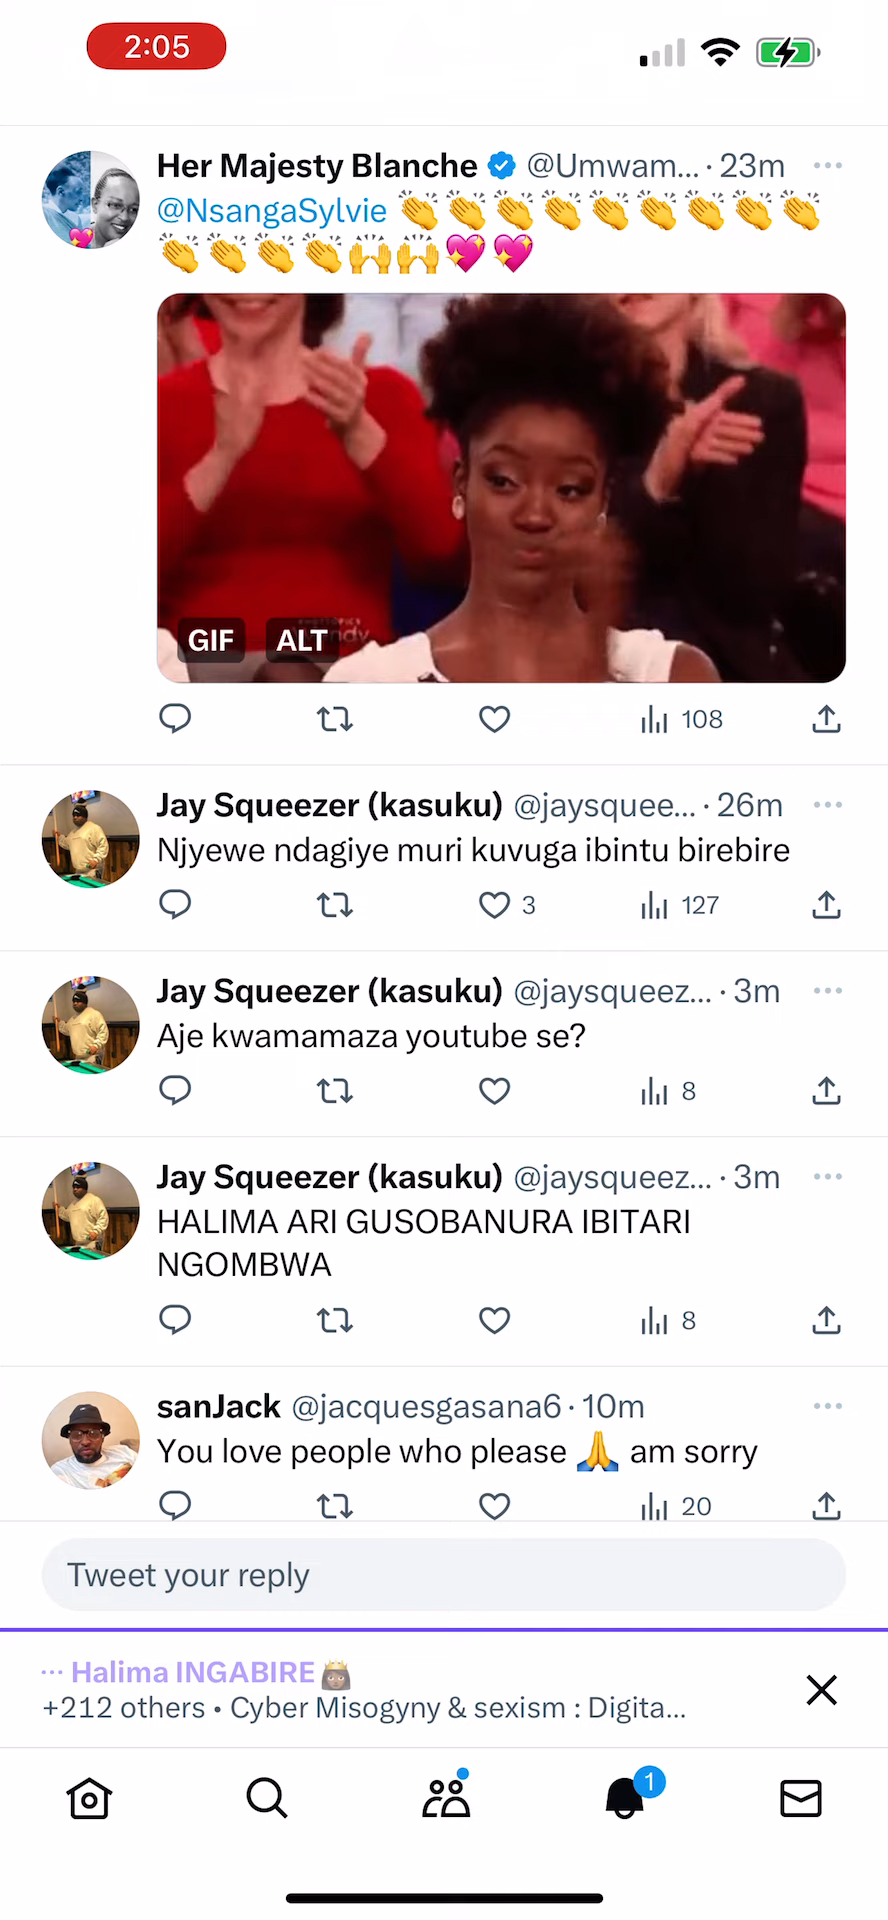 2:05
Her Majesty Blanche @Umwam... · 23m
@NsangaSylvie 👏👏👏👏👏👏👏👏👏
👏👏👏👏🙌🙌💖💖
GIF ALT
108
Jay Squeezer (kasuku) @jaysquee... · 26m
Njyewe ndagiye muri kuvuga ibintu birebire
3 127
Jay Squeezer (kasuku) @jaysqueez... · 3m
Aje kwamamaza youtube se?
8
Jay Squeezer (kasuku) @jaysqueez... · 3m
HALIMA ARI GUSOBANURA IBITARI
NGOMBWA
8
sanJack @jacquesgasana6 · 10m
You love people who please 🙏 am sorry
20
Tweet your reply
··· Halima INGABIRE👸🏾
+212 others • Cyber Misogyny & sexism : Digita...
1